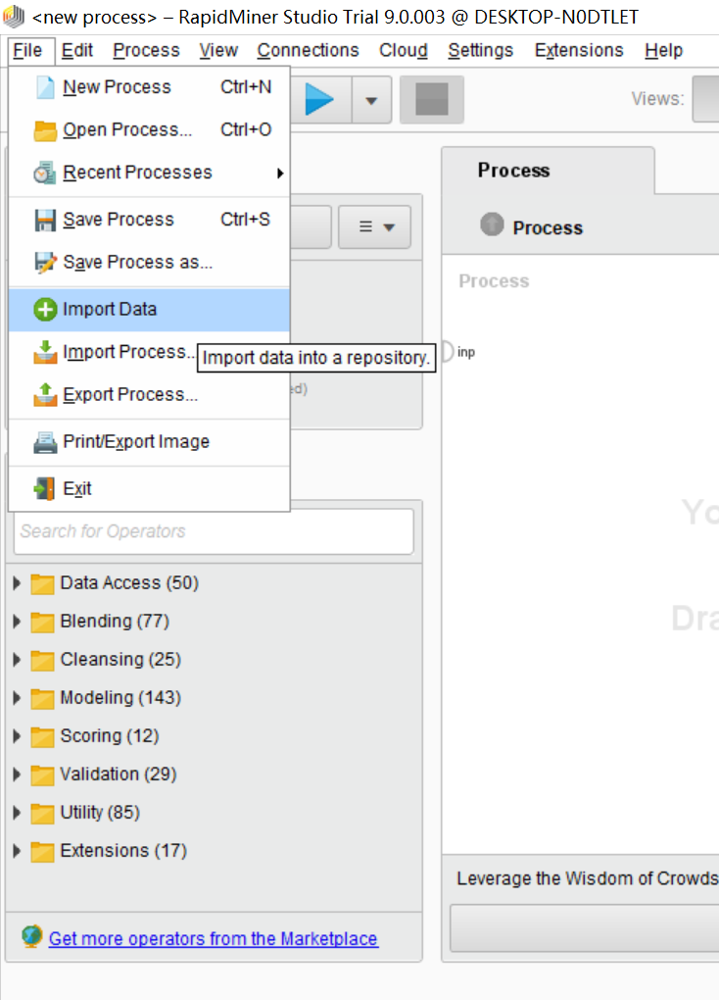 <new process> – RapidMiner Studio Trial 9.0.003 @ DESKTOP-N0DTLET
File Edit Process View Connections Cloud Settings Extensions Help
New Process Ctrl+N
Open Process... Ctrl+O
Recent Processes
Save Process Ctrl+S
Save Process as...
Import Data
Import Process..
Import data into a repository.
Export Process...
Print/Export Image
Exit
Views:
Process
Process
Process
inp
ed)
Search for Operators
Data Access (50)
Blending (77)
Cleansing (25)
Modeling (143)
Scoring (12)
Validation (29)
Utility (85)
Extensions (17)
Get more operators from the Marketplace
Yo
Dra
Leverage the Wisdom of Crowds